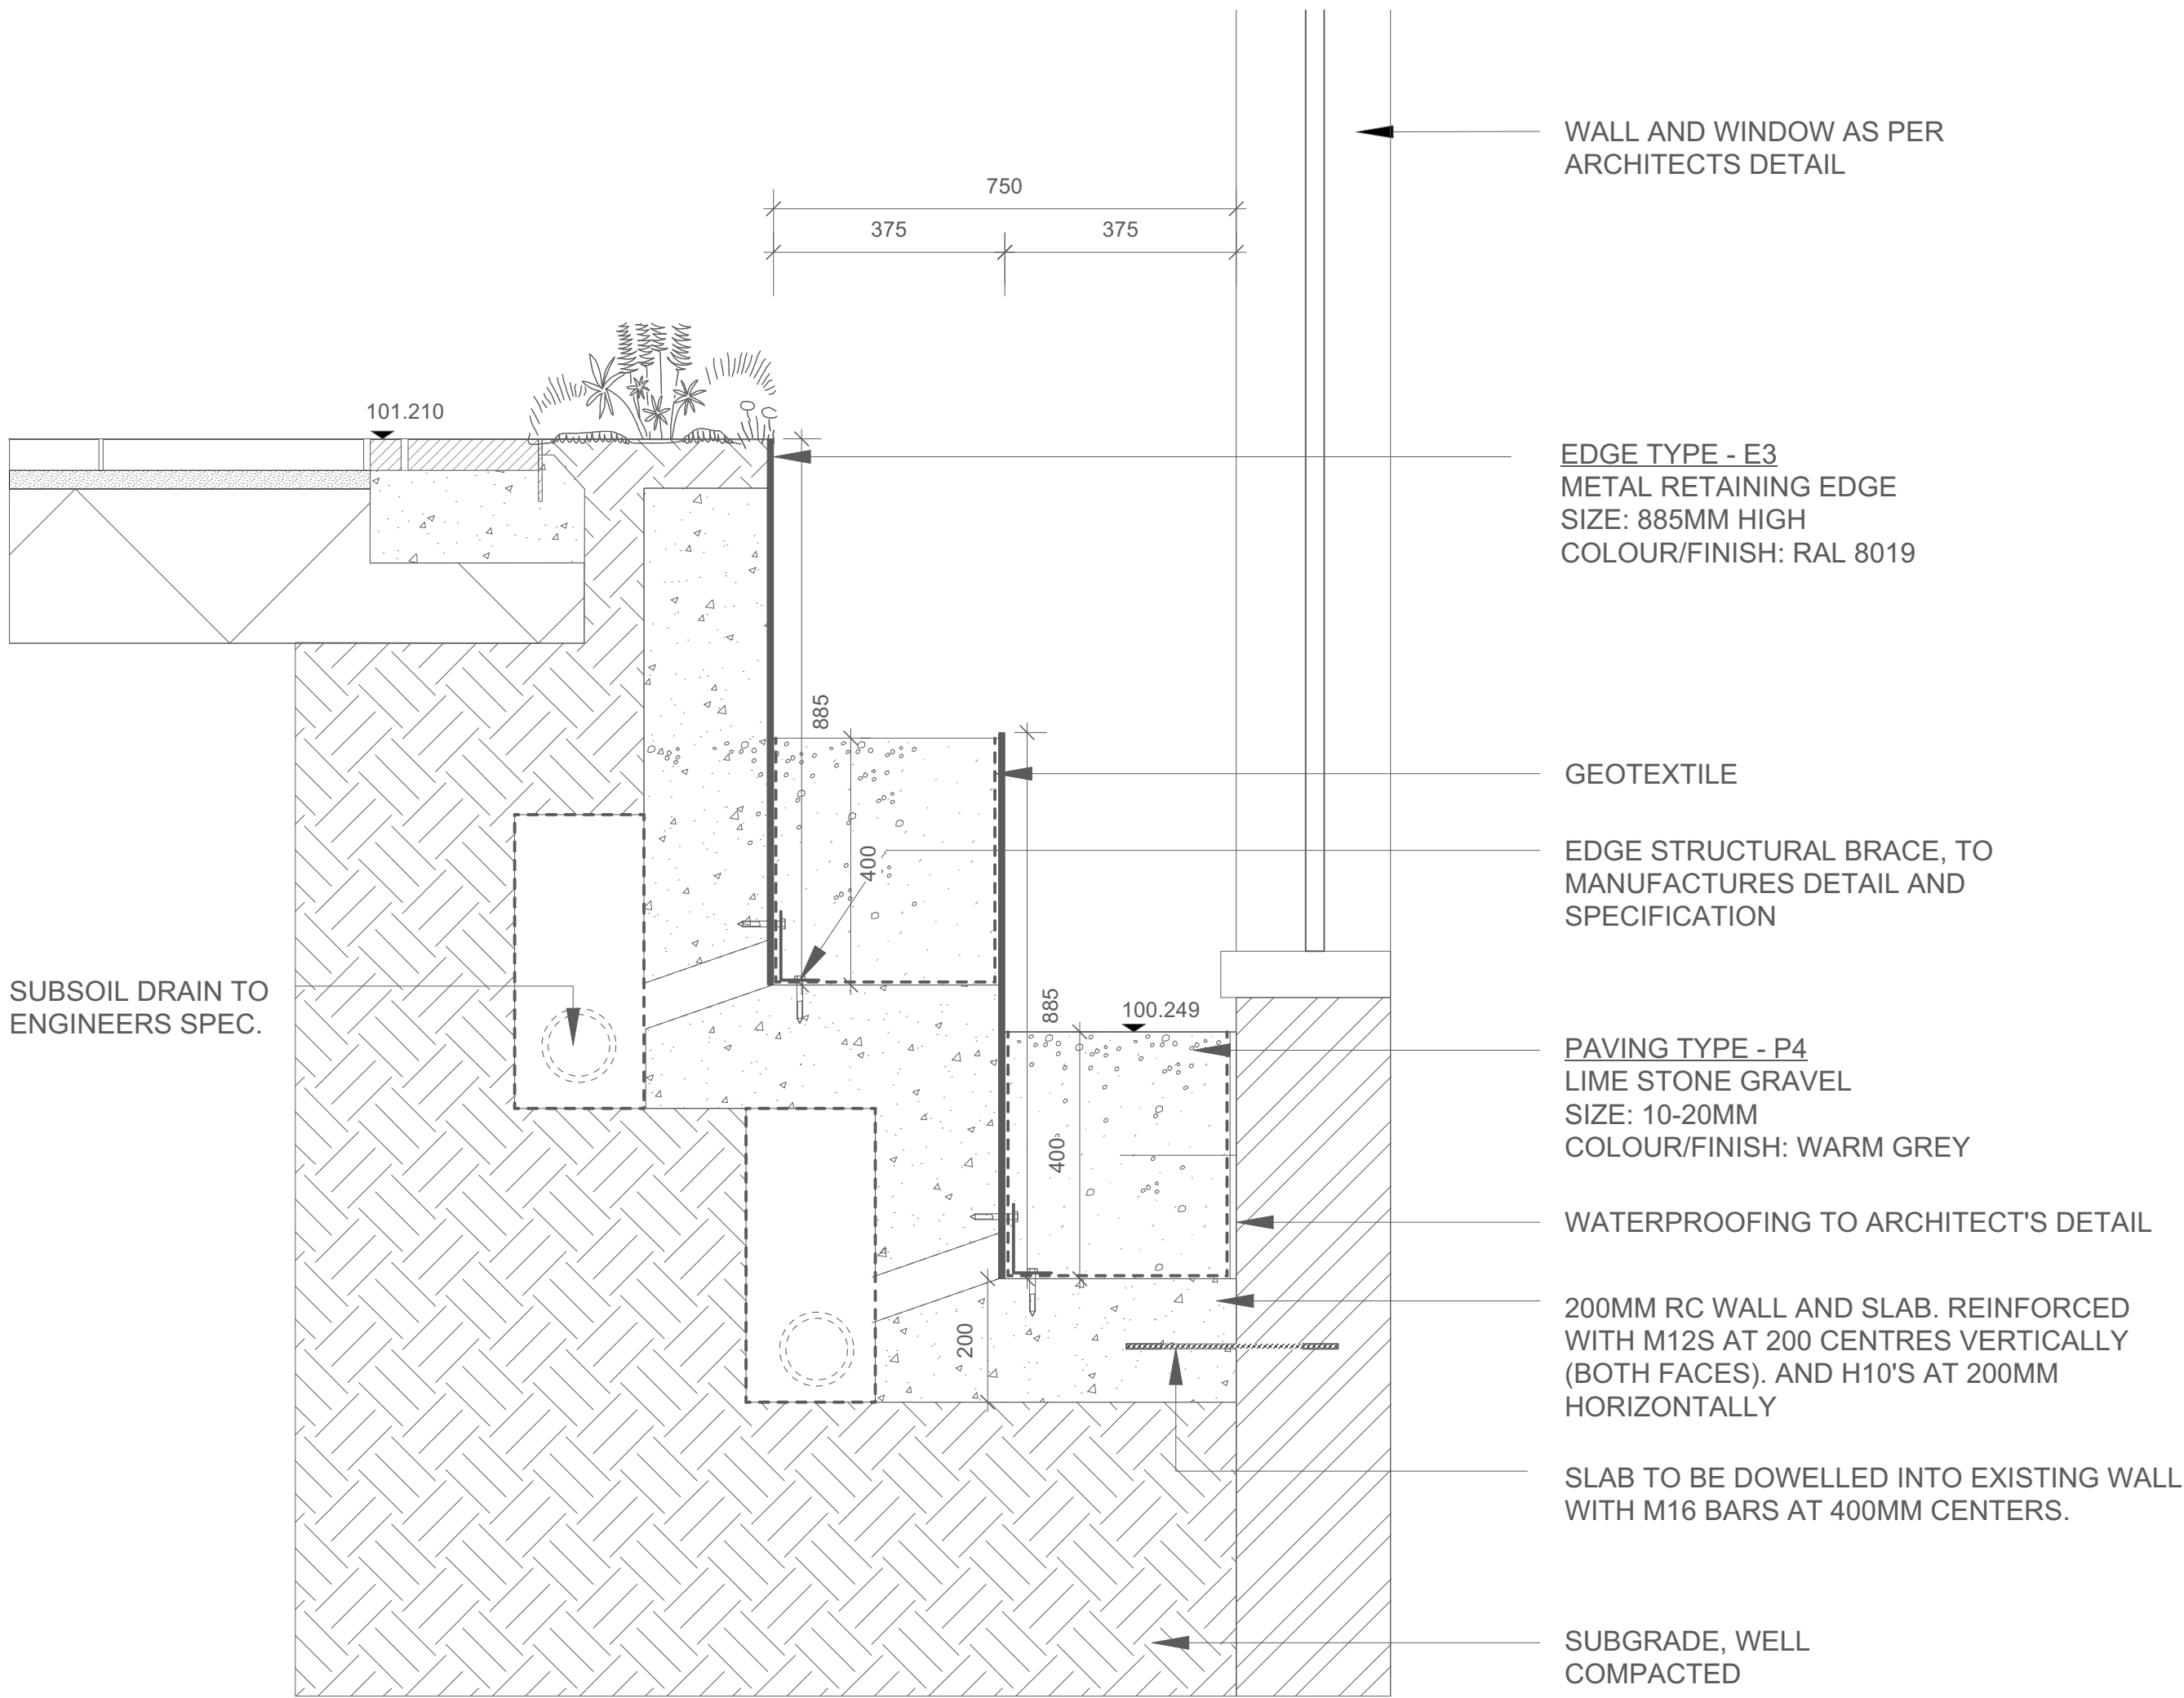 WALL AND WINDOW AS PER
ARCHITECTS DETAIL
750
375
375
101.210
EDGE TYPE - E3
METAL RETAINING EDGE
SIZE: 885MM HIGH
COLOUR/FINISH: RAL 8019
885
GEOTEXTILE
400
EDGE STRUCTURAL BRACE, TO
MANUFACTURES DETAIL AND
SPECIFICATION
SUBSOIL DRAIN TO
ENGINEERS SPEC.
885
100.249
PAVING TYPE - P4
LIME STONE GRAVEL
SIZE: 10-20MM
COLOUR/FINISH: WARM GREY
400
WATERPROOFING TO ARCHITECT'S DETAIL
200
200MM RC WALL AND SLAB. REINFORCED
WITH M12S AT 200 CENTRES VERTICALLY
(BOTH FACES). AND H10'S AT 200MM
HORIZONTALLY
SLAB TO BE DOWELLED INTO EXISTING WALL
WITH M16 BARS AT 400MM CENTERS.
SUBGRADE, WELL
COMPACTED